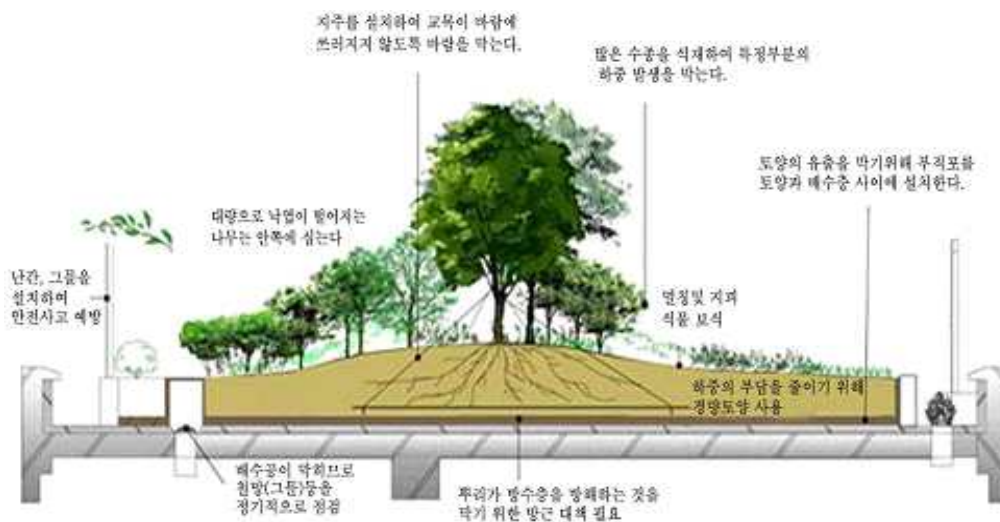 지주를 설치하여 교목이 바람에
쓰러지지 않도록 바람을 막는다.
많은 수종을 식재하여 특정부분의
하중 발생을 막는다.
토양의 유출을 막기위해 부직포를
토양과 배수층 사이에 설치한다.
대량으로 낙엽이 떨어지는
나무는 안쪽에 심는다
난간, 그물을
설치하여
안전사고 예방
멀칭및 지피
식물 보식
하중의 부담을 줄이기 위해
경량토양 사용
배수공이 막히므로
철망(그물)등을
정기적으로 점검
뿌리가 방수층을 방해하는 것을
막기 위한 방근 대책 필요